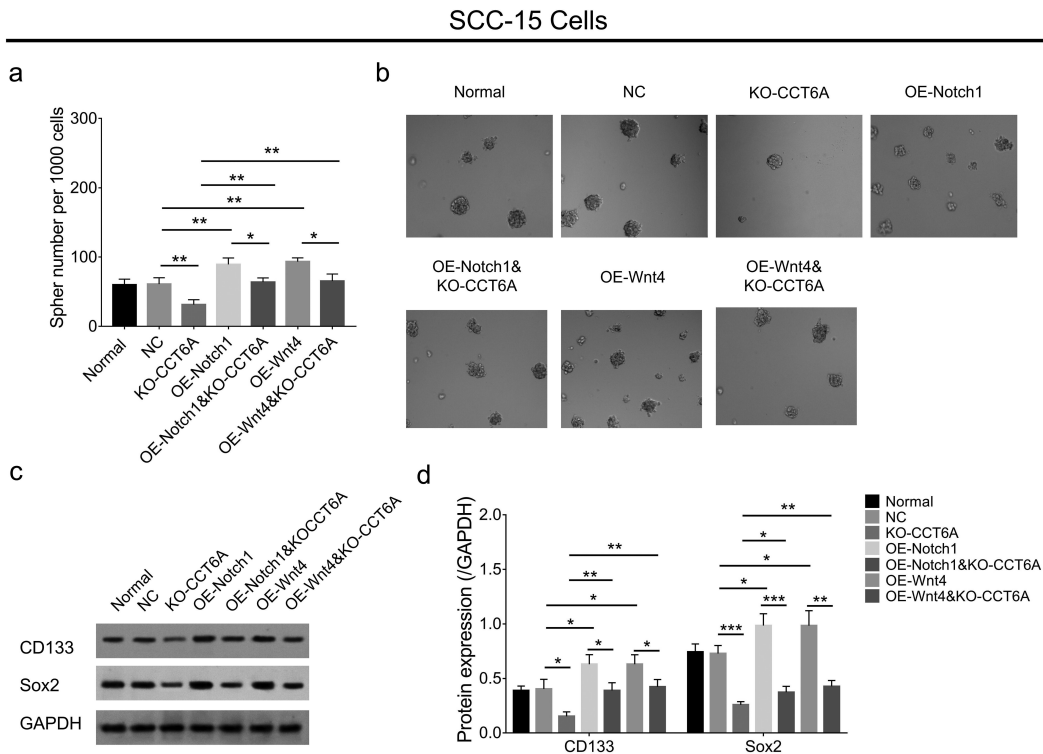 SCC-15 Cells
a
Spher number per 1000 cells
300
200
100
0
**
**
**
**
*
*
**
Normal
NC
KO-CCT6A
OE-Notch1
OE-Notch1&KO-CCT6A
OE-Wnt4
OE-Wnt4&KO-CCT6A
b
Normal
NC
KO-CCT6A
OE-Notch1
OE-Notch1&
KO-CCT6A
OE-Wnt4
OE-Wnt4&
KO-CCT6A
c
Normal
NC
KO-CCT6A
OE-Notch1
OE-Notch1&KOCCT6A
OE-Wnt4
OE-Wnt4&KO-CCT6A
CD133
Sox2
GAPDH
d
Protein expression (/GAPDH)
2.0
1.5
1.0
0.5
0.0
**
**
*
*
*
*
*
**
*
*
*
***
**
***
CD133
Sox2
Normal
NC
KO-CCT6A
OE-Notch1
OE-Notch1&KO-CCT6A
OE-Wnt4
OE-Wnt4&KO-CCT6A